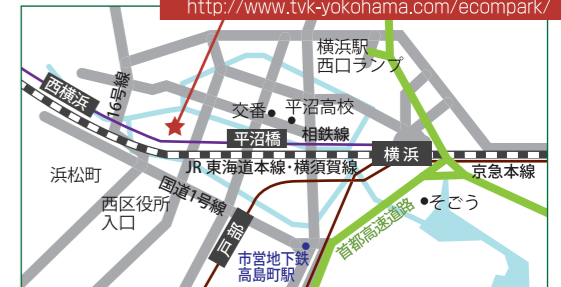 http://www.tvk-yokohama.com/ecompark/
横浜駅
西口ランプ
西横浜
16号線
交番
平沼高校
平沼橋
相鉄線
横浜
JR東海道本線・横須賀線
京急本線
浜松町
国道1号線
西区役所
入口
戸部
そごう
首都高速道路
市営地下鉄
高島町駅